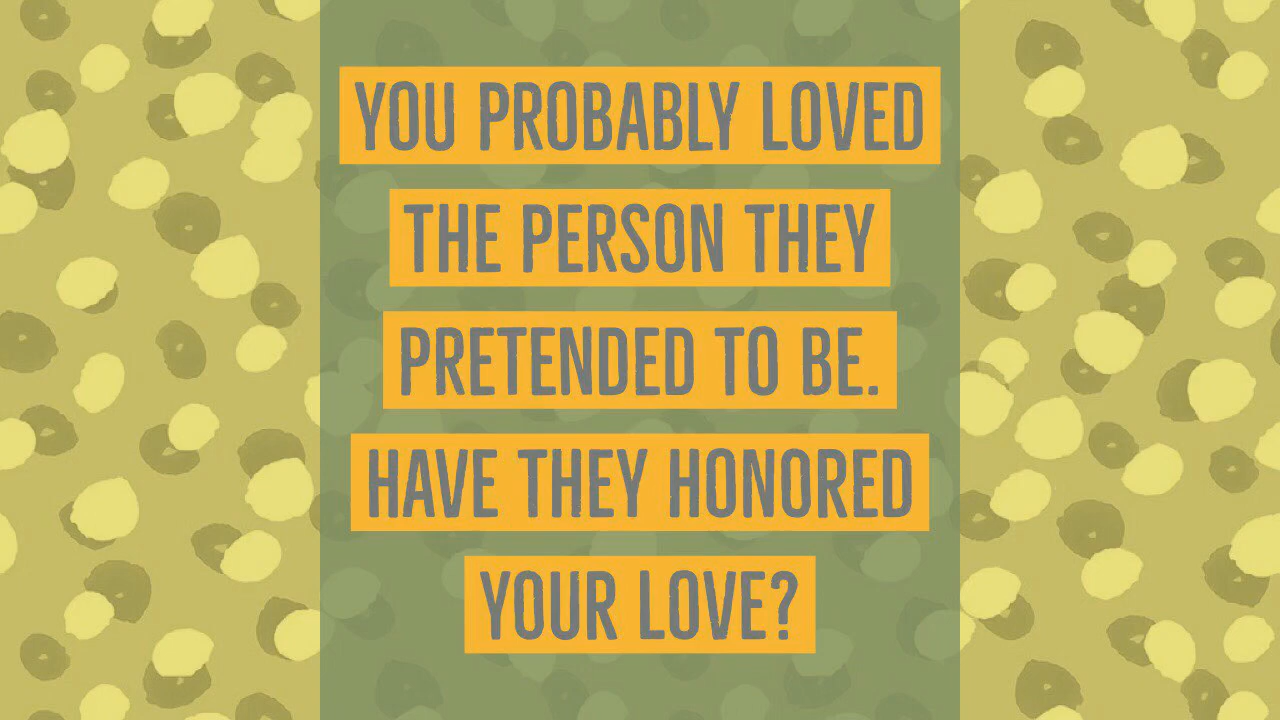 YOU PROBABLY LOVED
THE PERSON THEY
PRETENDED TO BE.
HAVE THEY HONORED
YOUR LOVE?